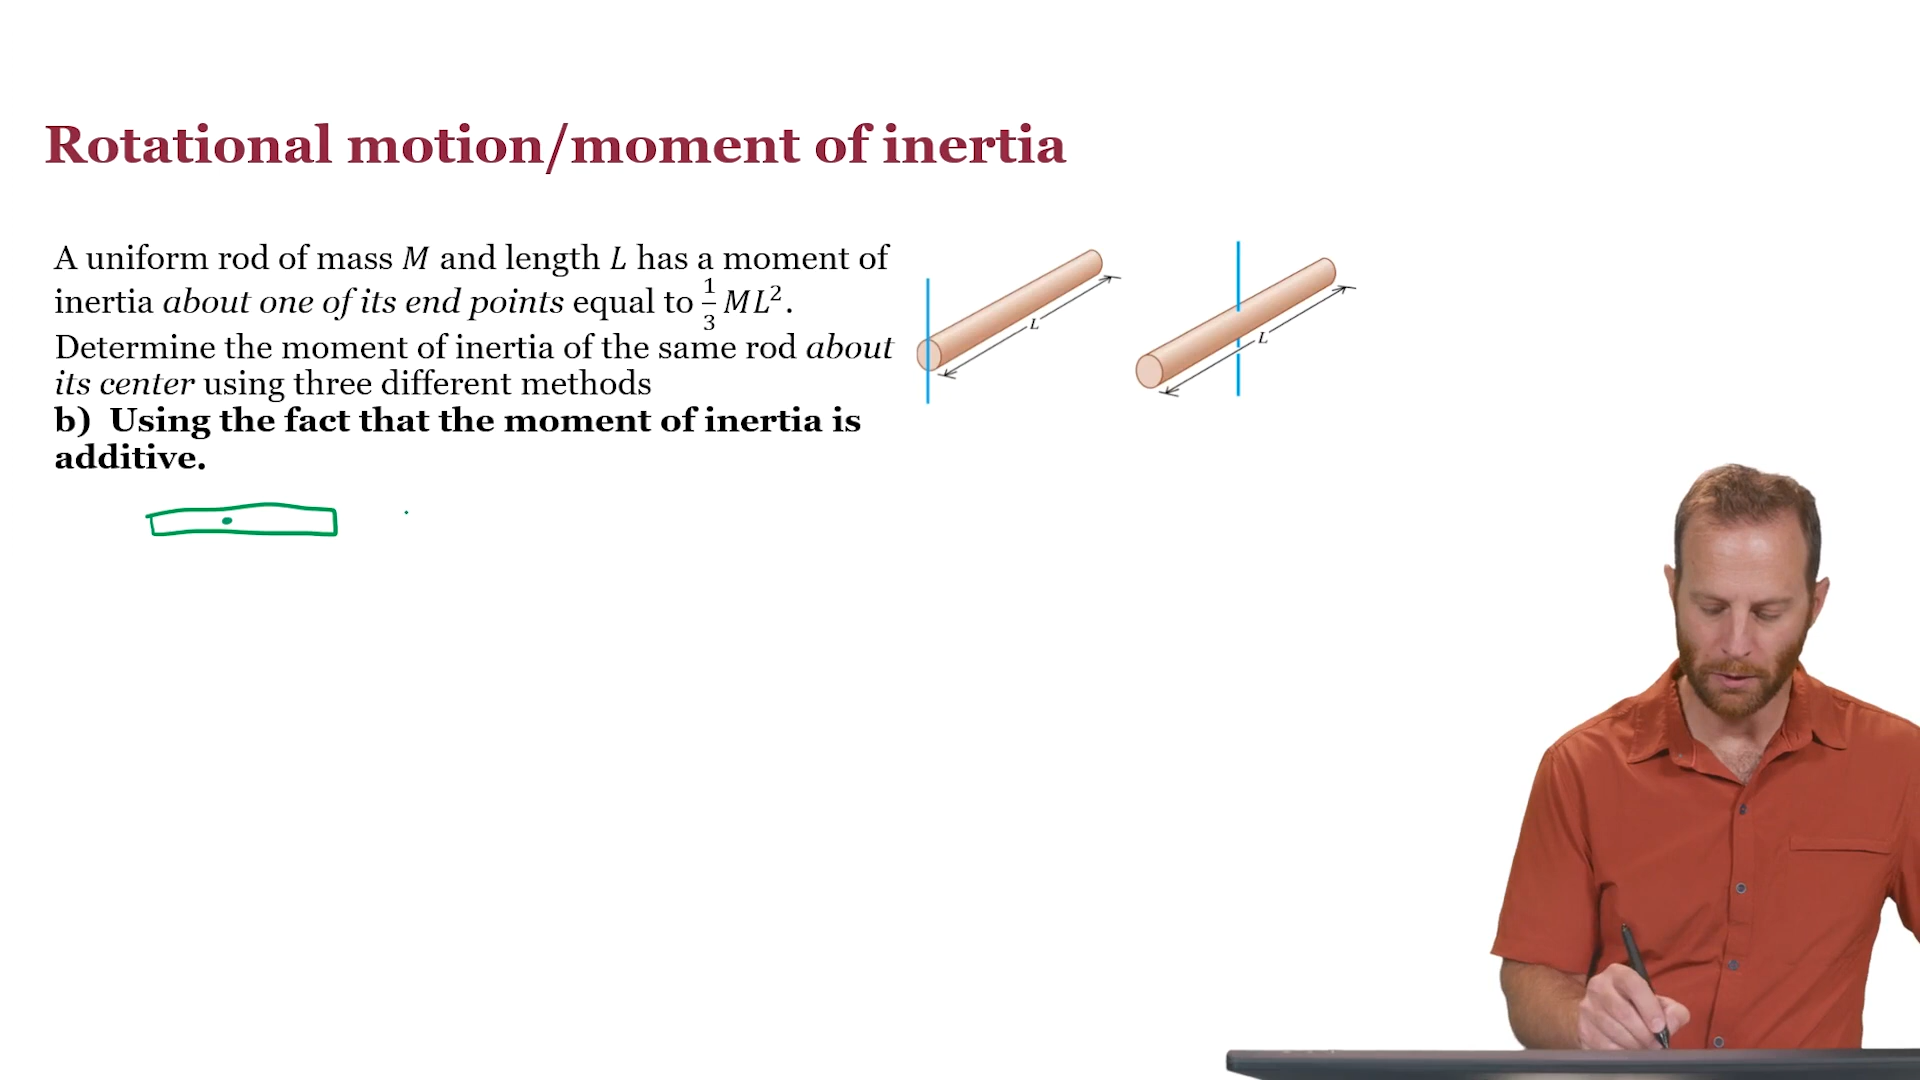 Rotational motion/moment of inertia
A uniform rod of mass M and length L has a moment of
inertia about one of its end points equal to 1/3 ML².
Determine the moment of inertia of the same rod about
its center using three different methods
b) Using the fact that the moment of inertia is
additive.
L
L